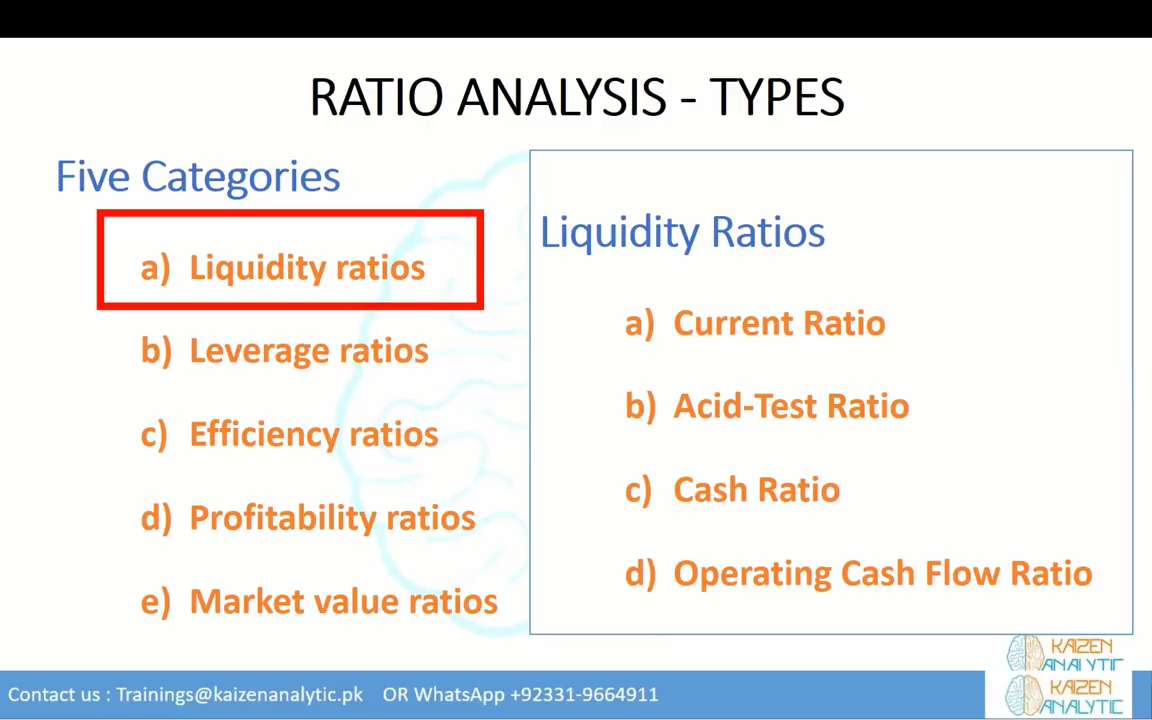 RATIO ANALYSIS - TYPES
Five Categories
a) Liquidity ratios
b) Leverage ratios
c) Efficiency ratios
d) Profitability ratios
e) Market value ratios
Liquidity Ratios
a) Current Ratio
b) Acid-Test Ratio
c) Cash Ratio
d) Operating Cash Flow Ratio
KAIZEN
ANALYTIC
KAIZEN
ANALYTIC
Contact us : Trainings@kaizenanalytic.pk OR WhatsApp +92331-9664911